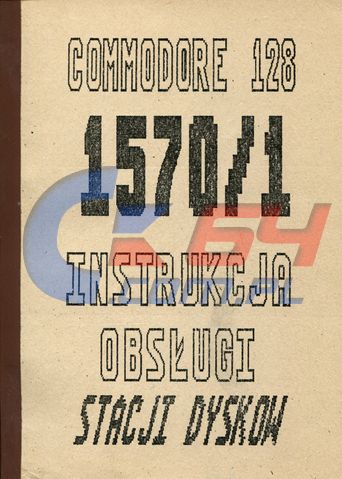 COMMODORE 128
1570/1
INSTRUKCJA
OBSŁUGI
STACJI DYSKOW